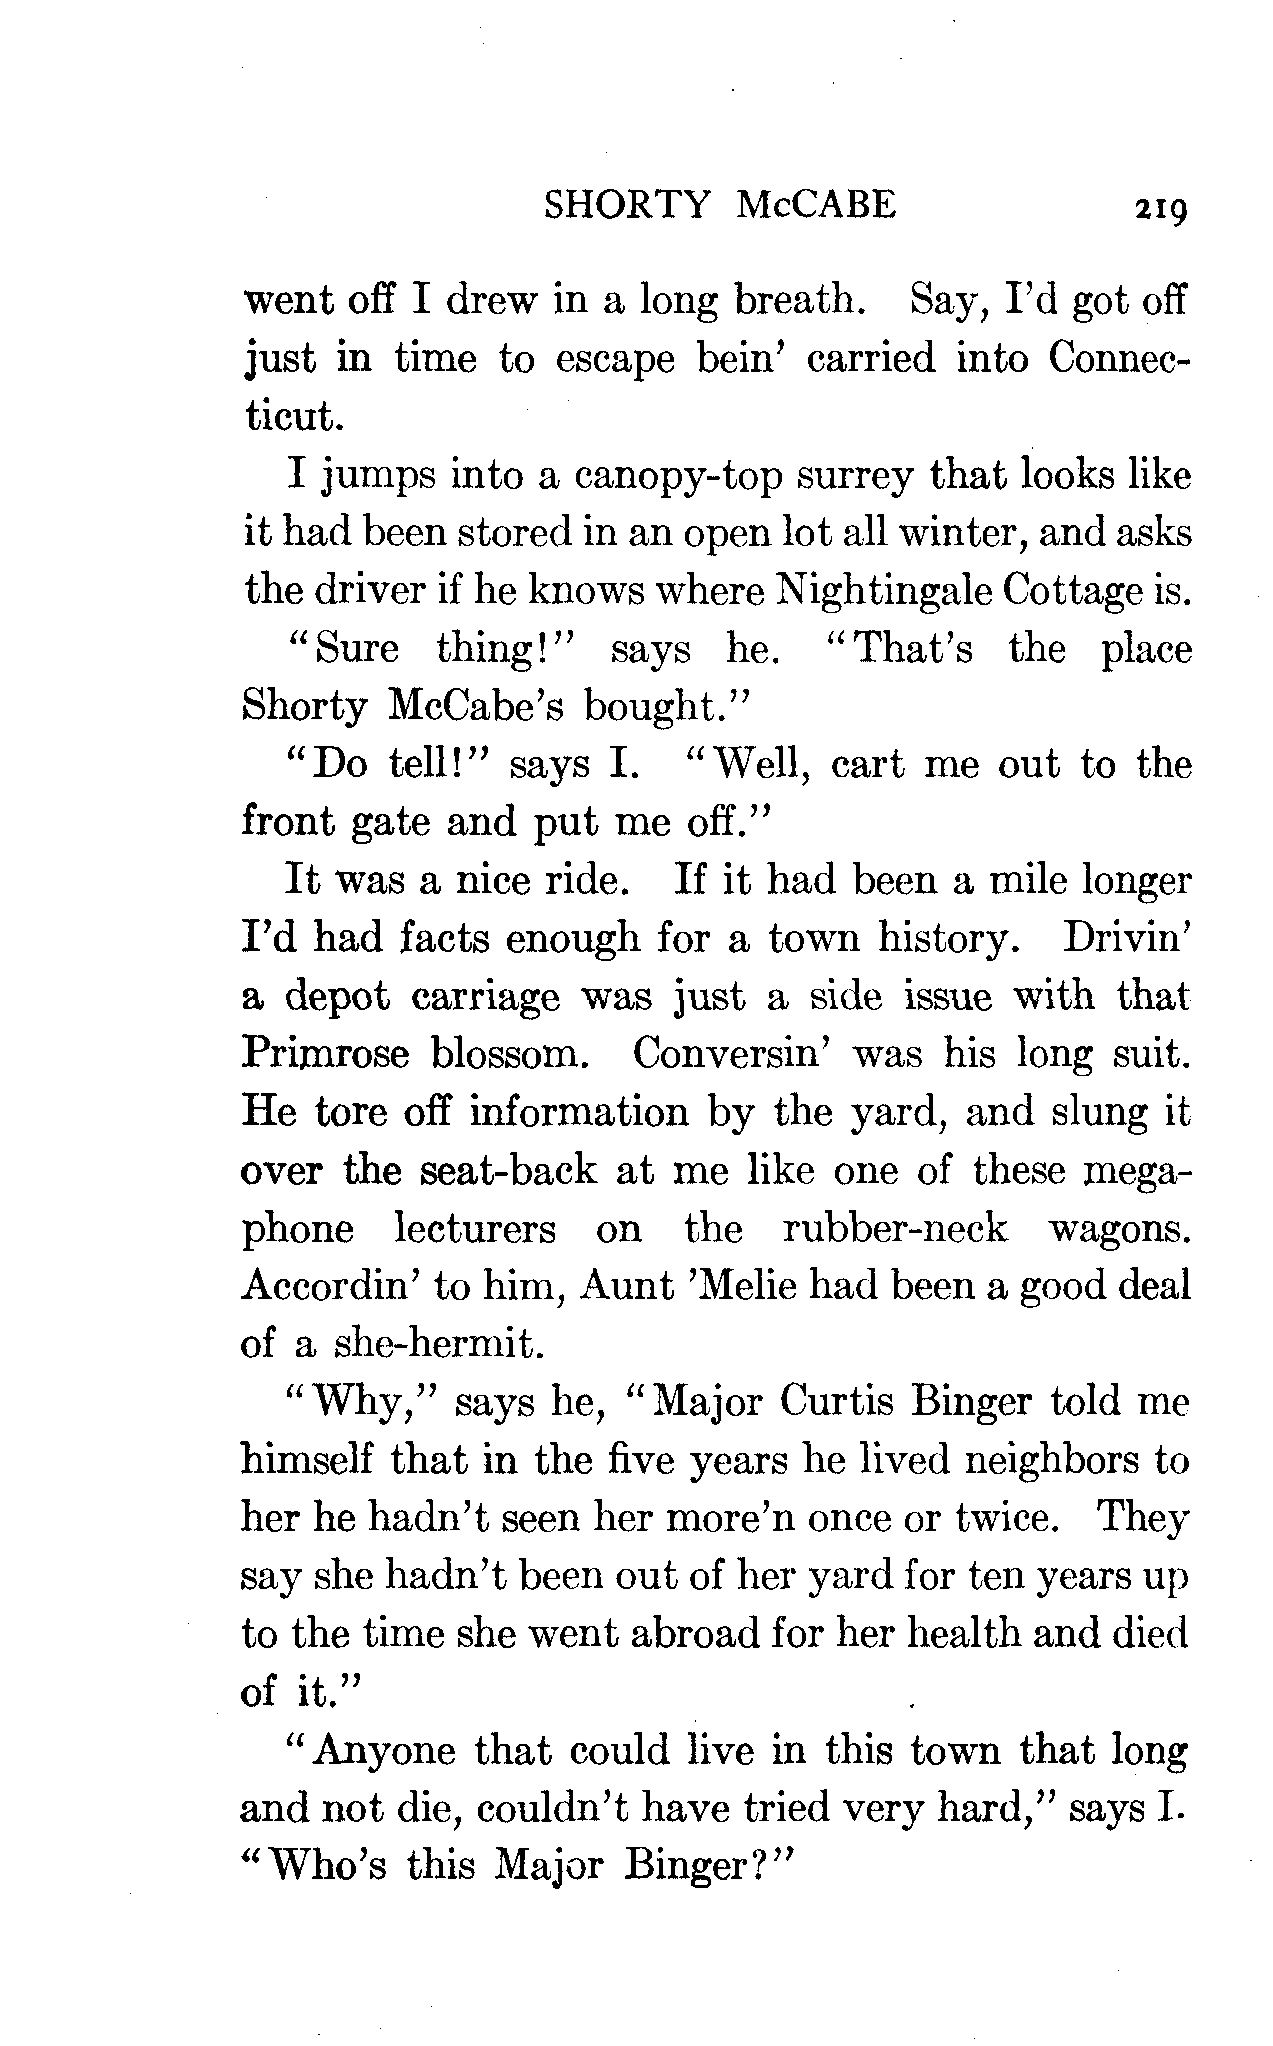 SHORTY McCABE 219
went off I drew in a long breath. Say, I'd got off
just in time to escape bein' carried into Connec-
ticut.
I jumps into a canopy-top surrey that looks like
it had been stored in an open lot all winter, and asks
the driver if he knows where Nightingale Cottage is.
"Sure thing!" says he. "That's the place
Shorty McCabe's bought."
"Do tell!" says I. "Well, cart me out to the
front gate and put me off."
It was a nice ride. If it had been a mile longer
I'd had facts enough for a town history. Drivin'
a depot carriage was just a side issue with that
Primrose blossom. Conversin' was his long suit.
He tore off information by the yard, and slung it
over the seat-back at me like one of these mega-
phone lecturers on the rubber-neck wagons.
Accordin' to him, Aunt 'Melie had been a good deal
of a she-hermit.
"Why," says he, "Major Curtis Binger told me
himself that in the five years he lived neighbors to
her he hadn't seen her more'n once or twice. They
say she hadn't been out of her yard for ten years up
to the time she went abroad for her health and died
of it."
"Anyone that could live in this town that long
and not die, couldn't have tried very hard," says I.
"Who's this Major Binger?"